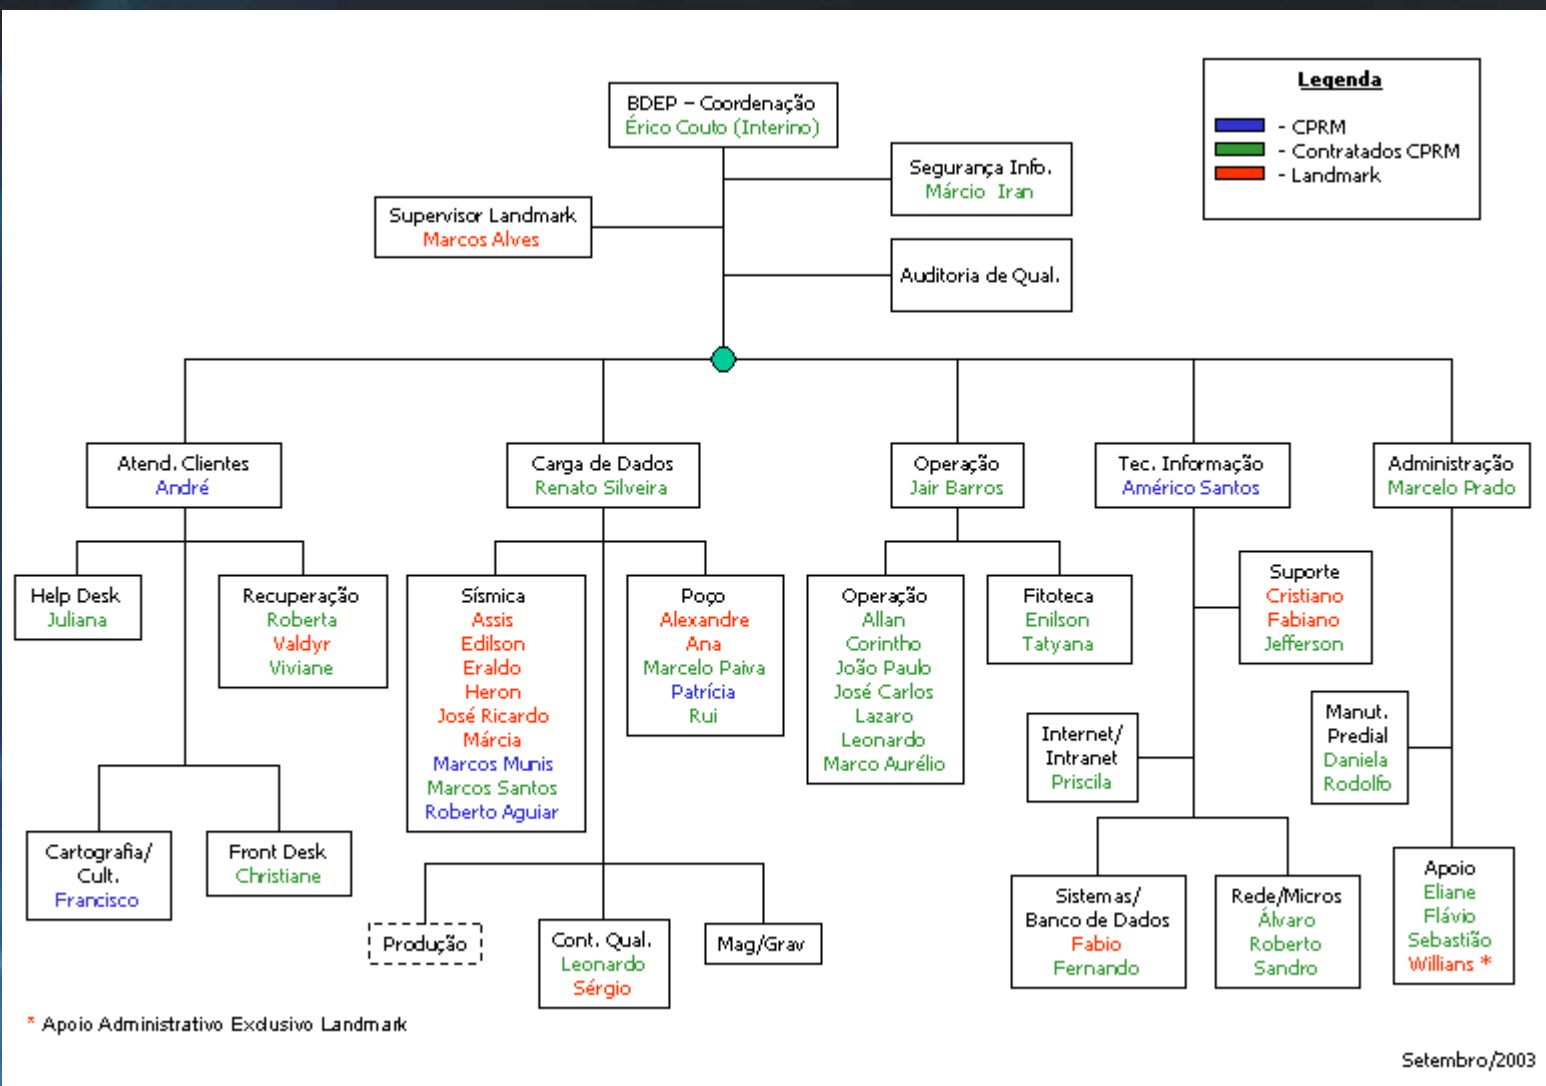 Legenda
- CPRM
- Contratados CPRM
- Landmark
BDEP – Coordenação
Érico Couto (Interino)
Segurança Info.
Márcio Iran
Supervisor Landmark
Marcos Alves
Auditoria de Qual.
Atend. Clientes
André
Carga de Dados
Renato Silveira
Operação
Jair Barros
Tec. Informação
Américo Santos
Administração
Marcelo Prado
Help Desk
Juliana
Recuperação
Roberta
Valdyr
Viviane
Sísmica
Assis
Edilson
Eraldo
Heron
José Ricardo
Márcia
Marcos Munis
Marcos Santos
Roberto Aguiar
Poço
Alexandre
Ana
Marcelo Paiva
Patrícia
Rui
Operação
Allan
Corintho
João Paulo
José Carlos
Lazaro
Leonardo
Marco Aurélio
Fitoteca
Enilson
Tatyana
Suporte
Cristiano
Fabiano
Jefferson
Internet/
Intranet
Priscila
Manut.
Predial
Daniela
Rodolfo
Cartografia/
Cult.
Francisco
Front Desk
Christiane
Produção
Cont. Qual.
Leonardo
Sérgio
Mag/Grav
Sistemas/
Banco de Dados
Fabio
Fernando
Rede/Micros
Álvaro
Roberto
Sandro
Apoio
Eliane
Flávio
Sebastião
Willians *
* Apoio Administrativo Exclusivo Landmark
Setembro/2003